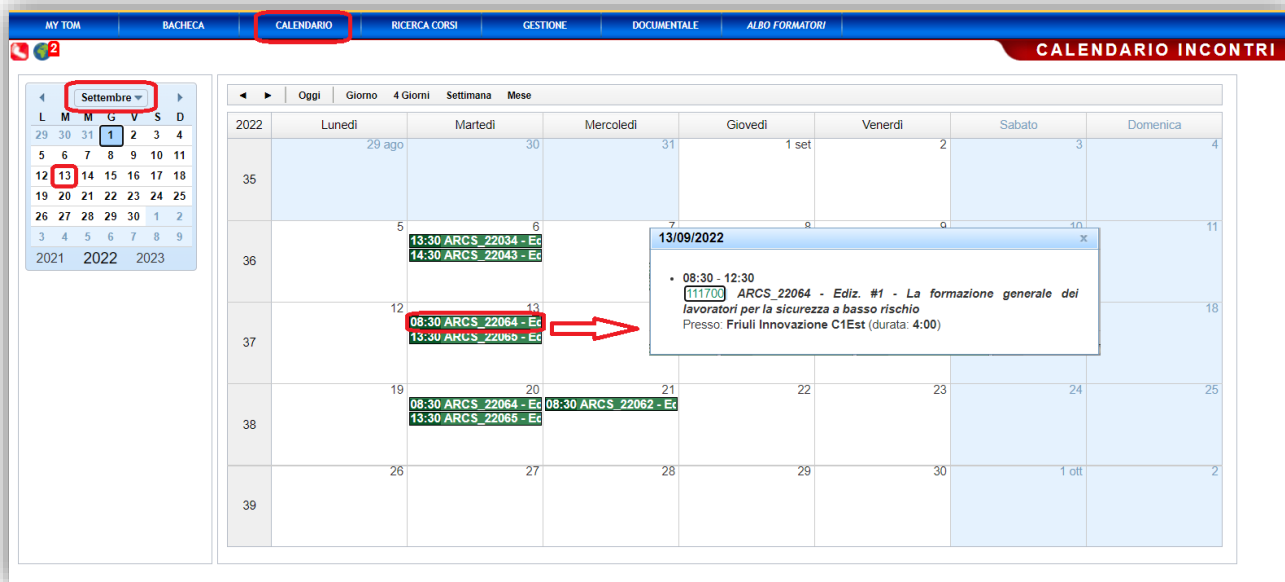 MY TOM BACHECA CALENDARIO RICERCA CORSI GESTIONE DOCUMENTALE ALBO FORMATORI
2
CALENDARIO INCONTRI
Settembre
L M M G V S D
29 30 31 1 2 3 4
5 6 7 8 9 10 11
12 13 14 15 16 17 18
19 20 21 22 23 24 25
26 27 28 29 30 1 2
3 4 5 6 7 8 9
2021 2022 2023
Oggi Giorno 4 Giorni Settimana Mese
2022 Lunedì Martedì Mercoledì Giovedì Venerdì Sabato Domenica
29 ago 30 31 1 set 2 3 4
35
5 6 7 8 9 10 11
13:30 ARCS_22034 - Ed
14:30 ARCS_22043 - Ed
36
13/09/2022 x
• 08:30 - 12:30
111700 ARCS_22064 - Ediz. #1 - La formazione generale dei
lavoratori per la sicurezza a basso rischio
Presso: Friuli Innovazione C1Est (durata: 4:00)
12 13 18
08:30 ARCS_22064 - Ed
13:30 ARCS_22065 - Ed
37
19 20 21 22 23 24 25
08:30 ARCS_22064 - Ed 08:30 ARCS_22062 - Ed
13:30 ARCS_22065 - Ed
38
26 27 28 29 30 1 ott 2
39